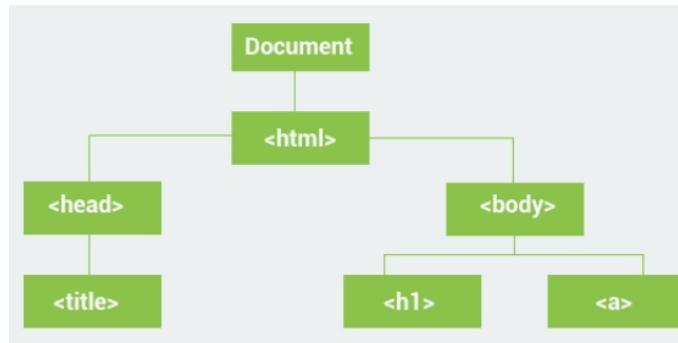 Document
<html>
<head>
<body>
<title>
<h1>
<a>